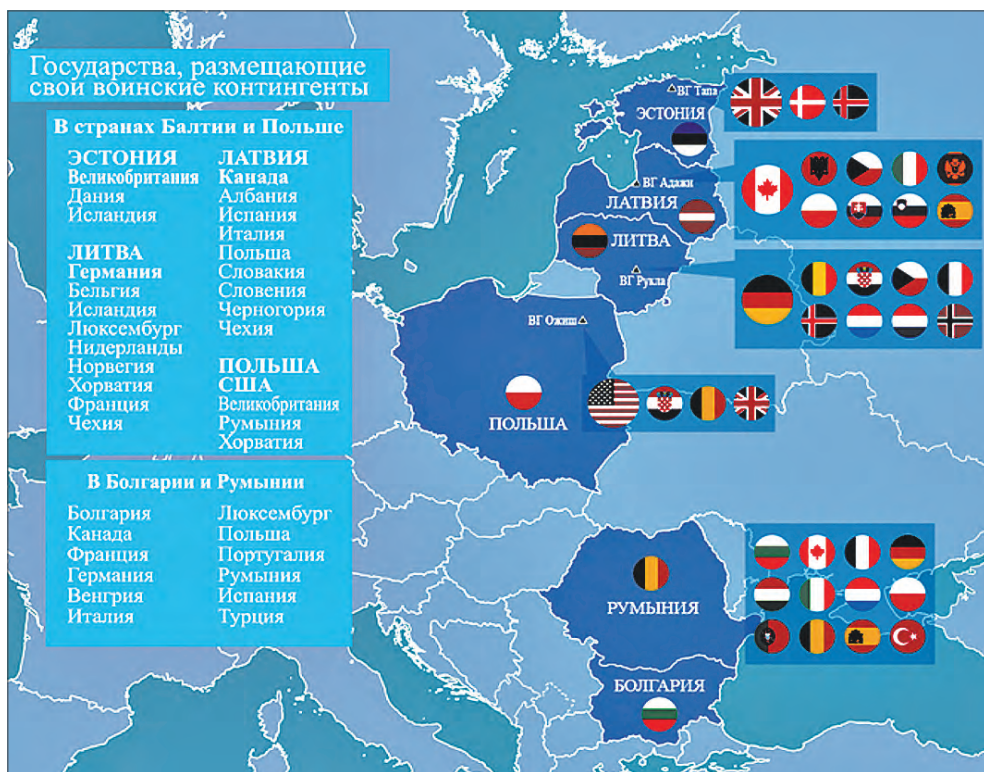 Государства, размещающие
свои воинские контингенты
В странах Балтии и Польше
ЭСТОНИЯ
Великобритания
Дания
Исландия
ЛИТВА
Германия
Бельгия
Исландия
Люксембург
Нидерланды
Норвегия
Хорватия
Франция
Чехия
ЛАТВИЯ
Канада
Албания
Испания
Италия
Польша
Словакия
Словения
Черногория
Чехия
ПОЛЬША
США
Великобритания
Румыния
Хорватия
В Болгарии и Румынии
Болгария
Канада
Франция
Германия
Венгрия
Италия
Люксембург
Польша
Португалия
Румыния
Испания
Турция
ВГ Тапа
ЭСТОНИЯ
ВГ Адажи
ЛАТВИЯ
ЛИТВА
ВГ Рукла
ВГ Ожиш
ПОЛЬША
РУМЫНИЯ
БОЛГАРИЯ